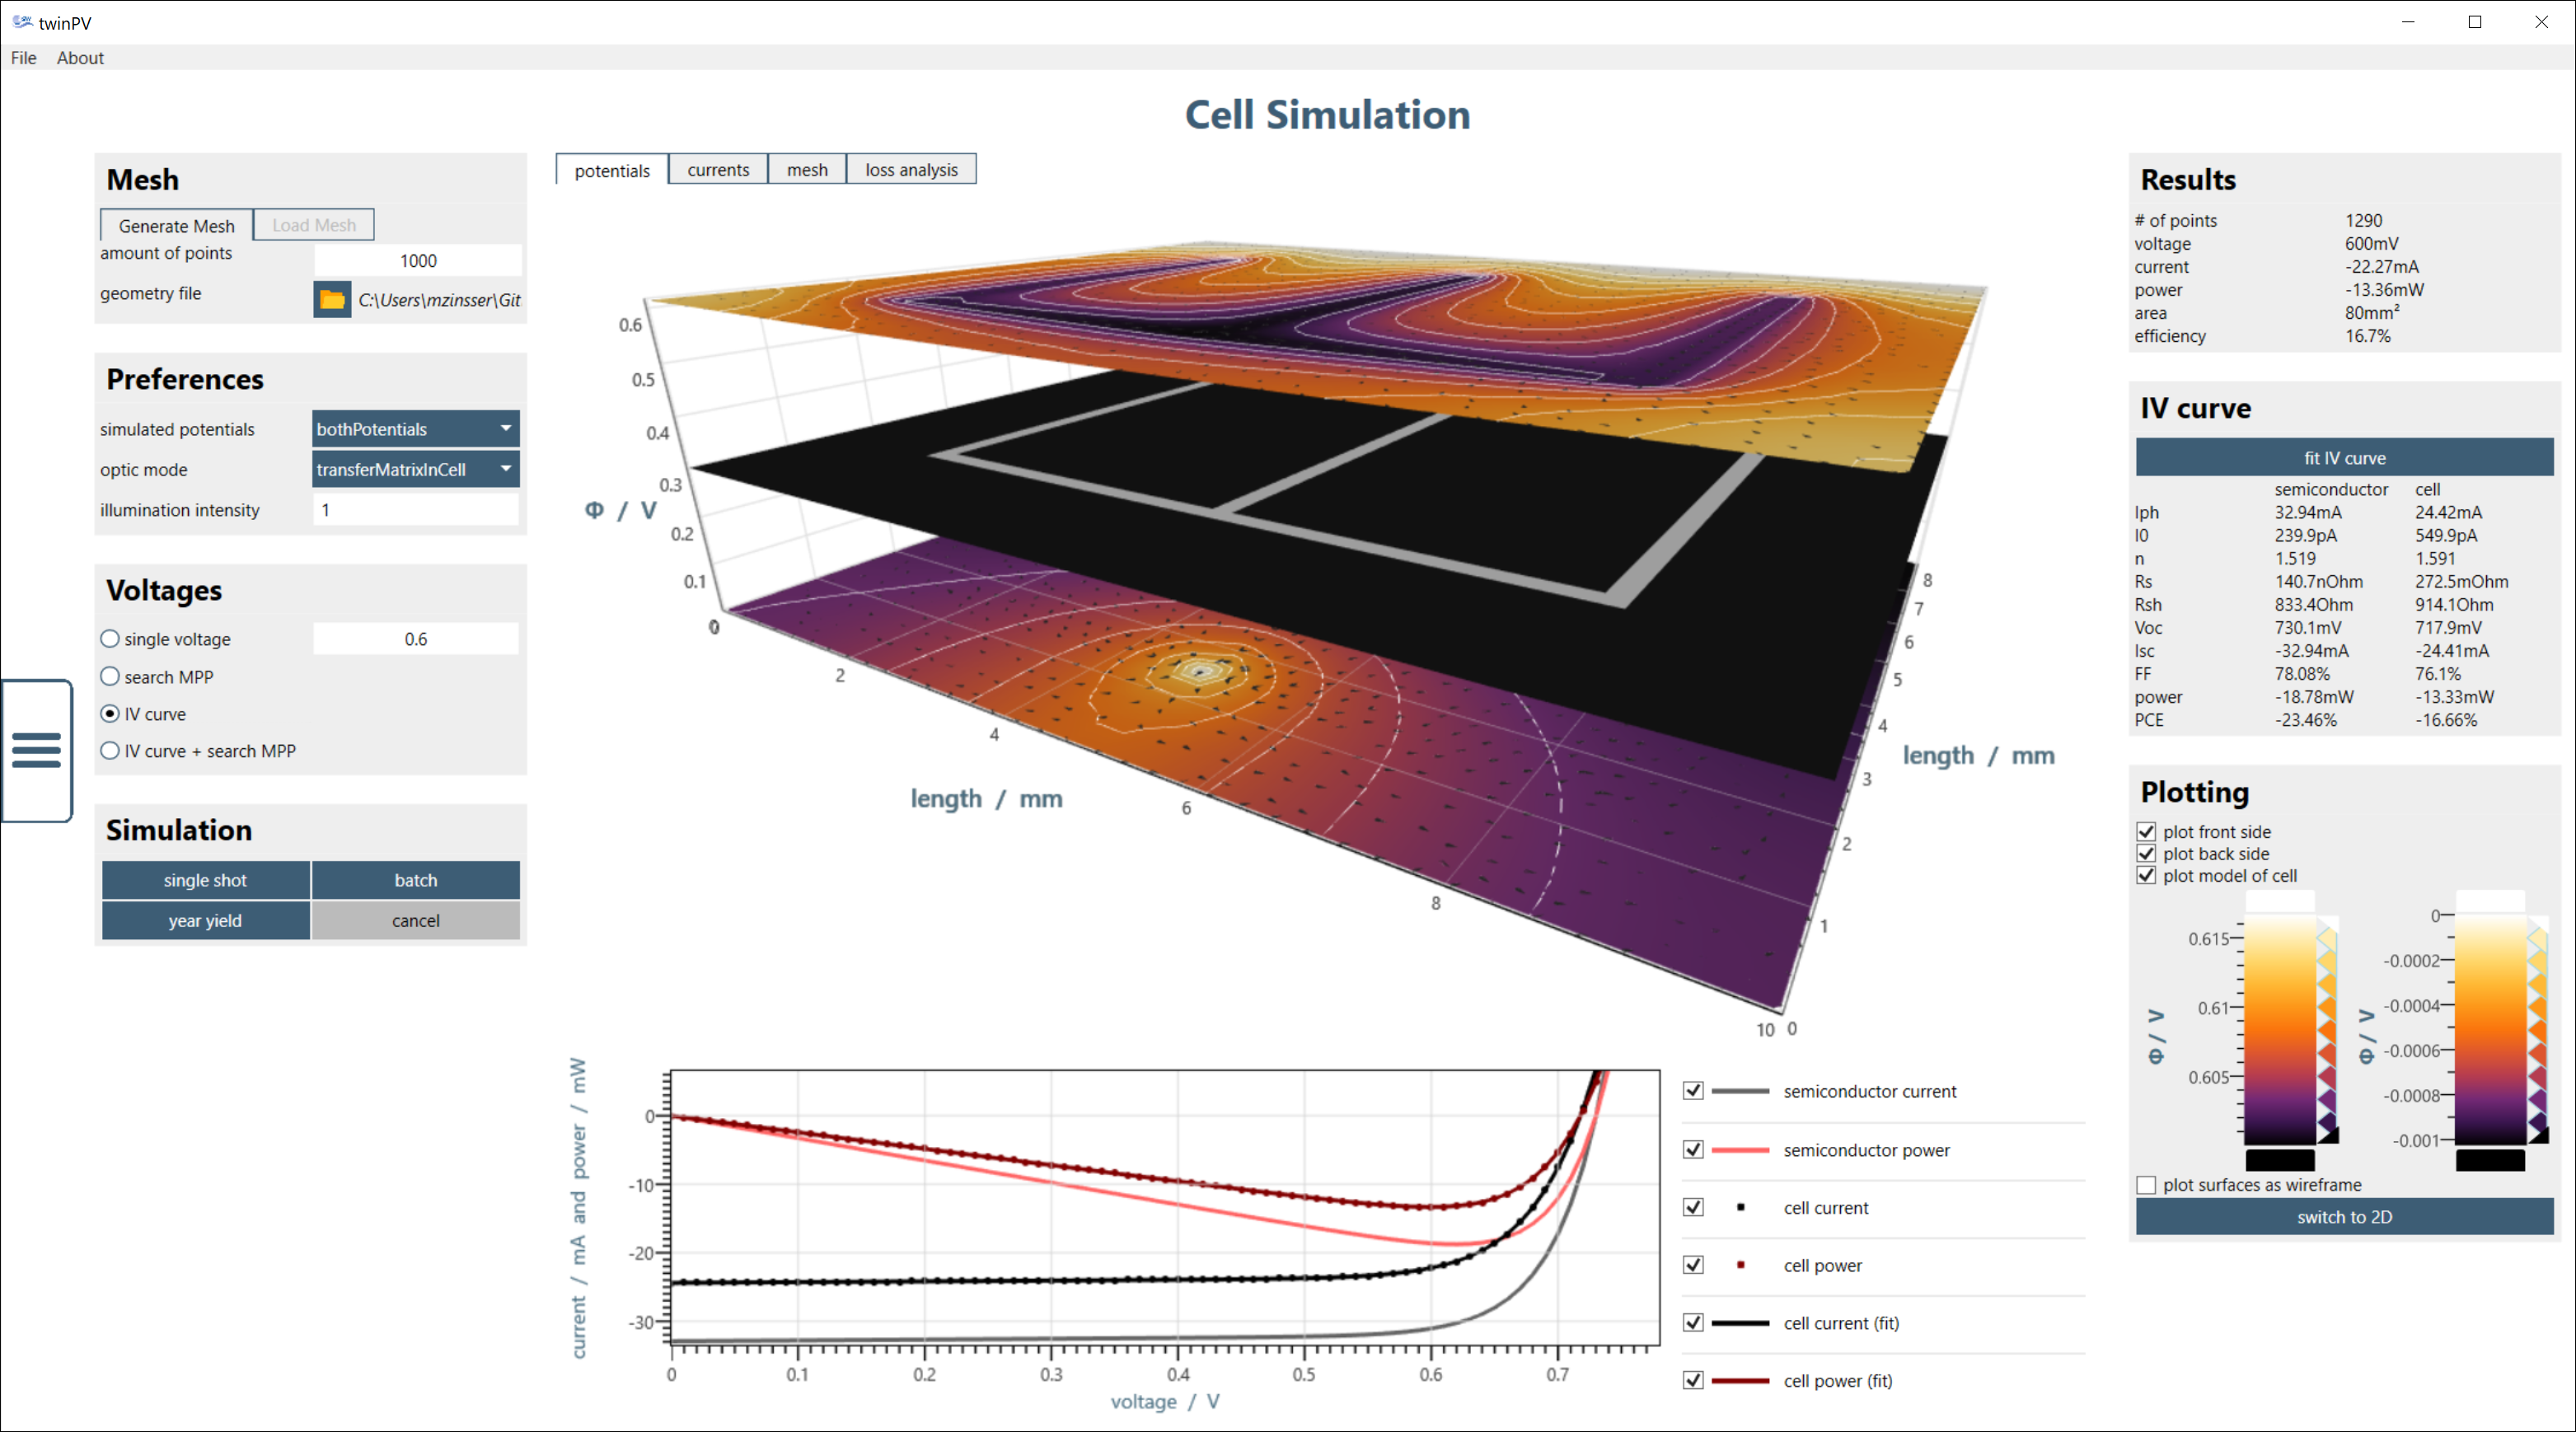 twinPV
File About
Cell Simulation
Mesh
Generate Mesh Load Mesh
amount of points 1000
geometry file C:\Users\mzinsser\Git
Preferences
simulated potentials bothPotentials
optic mode transferMatrixInCell
illumination intensity 1
Voltages
single voltage 0.6
search MPP
IV curve
IV curve + search MPP
Simulation
single shot batch
year yield cancel
potentials currents mesh loss analysis
0.6
0.5
0.4
0.3
Φ / V
0.2
0.1
0
2
4
length / mm
6
8
10 0
1
2
3
length / mm
4
5
6
7
8
current / mA and power / mW
0
-10
-20
-30
0 0.1 0.2 0.3 0.4 0.5 0.6 0.7
voltage / V
semiconductor current
semiconductor power
cell current
cell power
cell current (fit)
cell power (fit)
Results
# of points 1290
voltage 600mV
current -22.27mA
power -13.36mW
area 80mm²
efficiency 16.7%
IV curve
fit IV curve
semiconductor cell
Iph 32.94mA 24.42mA
I0 239.9pA 549.9pA
n 1.519 1.591
Rs 140.7nOhm 272.5mOhm
Rsh 833.4Ohm 914.1Ohm
Voc 730.1mV 717.9mV
Isc -32.94mA -24.41mA
FF 78.08% 76.1%
power -18.78mW -13.33mW
PCE -23.46% -16.66%
Plotting
plot front side
plot back side
plot model of cell
Φ / V
0.615
0.61
0.605
Φ / V
0
-0.0002
-0.0004
-0.0006
-0.0008
-0.001
plot surfaces as wireframe
switch to 2D